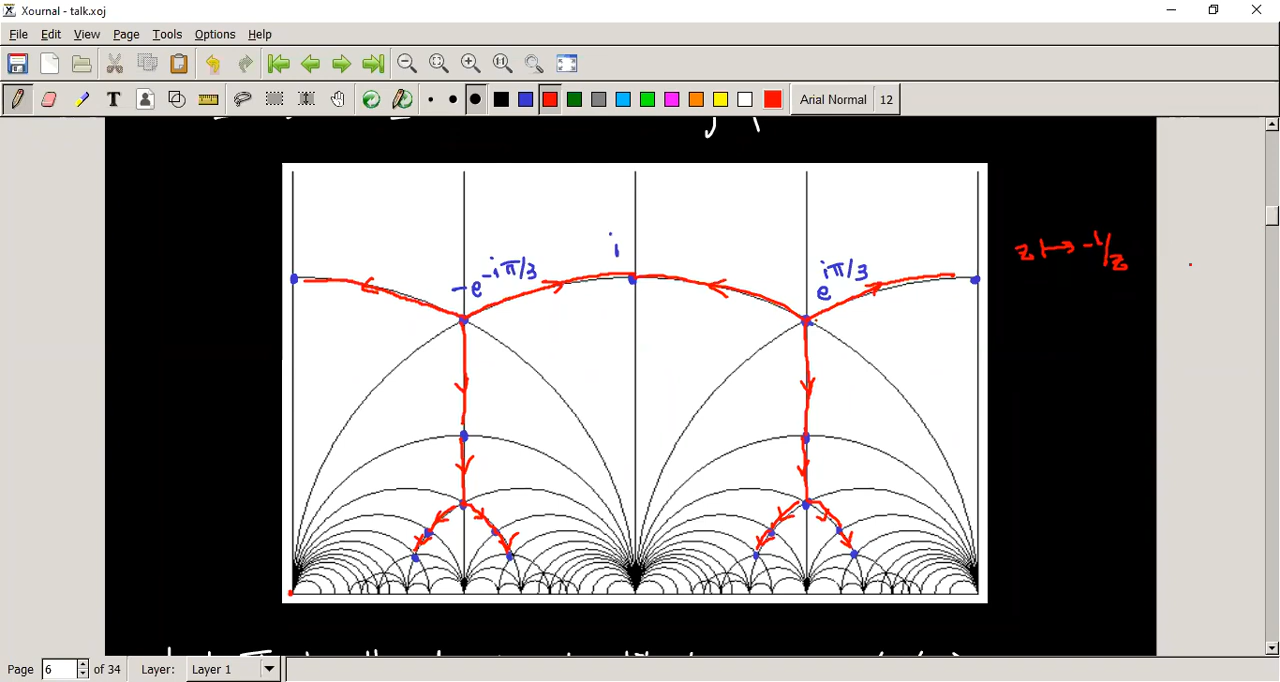 Xournal - talk.xoj
File Edit View Page Tools Options Help
Arial Normal 12
i
-e^{-iπ/3}
e^{iπ/3}
z ↦ -1/z
Page 6 of 34 Layer: Layer 1